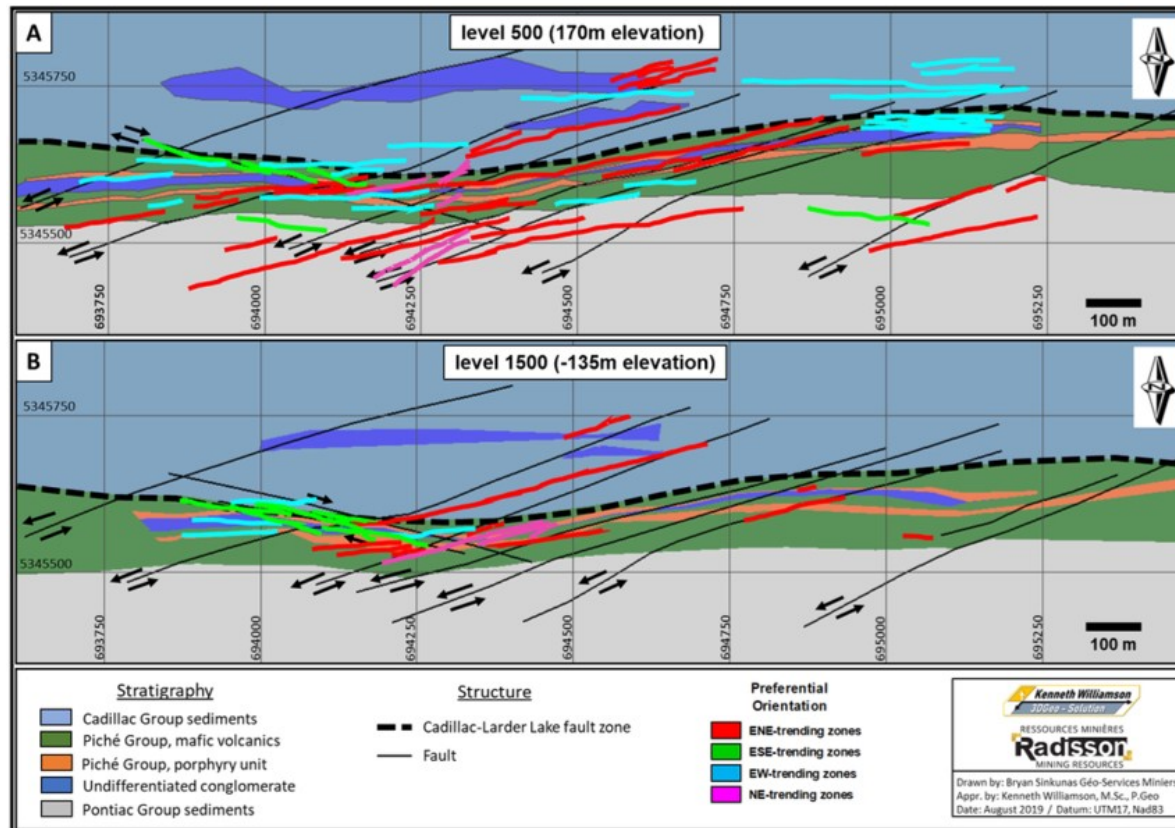 A
level 500 (170m elevation)
N
5345750
5345500
693750
694000
694250
694500
694750
695000
695250
100 m
B
level 1500 (-135m elevation)
N
5345750
5345500
693750
694000
694250
694500
694750
695000
695250
100 m
Stratigraphy
Cadillac Group sediments
Piché Group, mafic volcanics
Piché Group, porphyry unit
Undifferentiated conglomerate
Pontiac Group sediments
Structure
Cadillac-Larder Lake fault zone
Fault
Preferential
Orientation
ENE-trending zones
ESE-trending zones
EW-trending zones
NE-trending zones
Kenneth Williamson
3DGeo - Solution
RESSOURCES MINIÈRES
Radisson
MINING RESOURCES
Drawn by: Bryan Sinkunas Géo-Services Miniers
Appr. by: Kenneth Williamson, M.Sc., P.Geo
Date: August 2019 / Datum: UTM17, Nad83